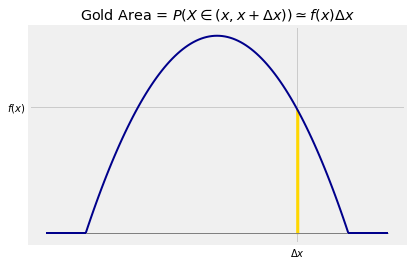 Gold Area = P(X ∈ (x, x + Δx)) ≃ f(x)Δx
f(x)
Δx